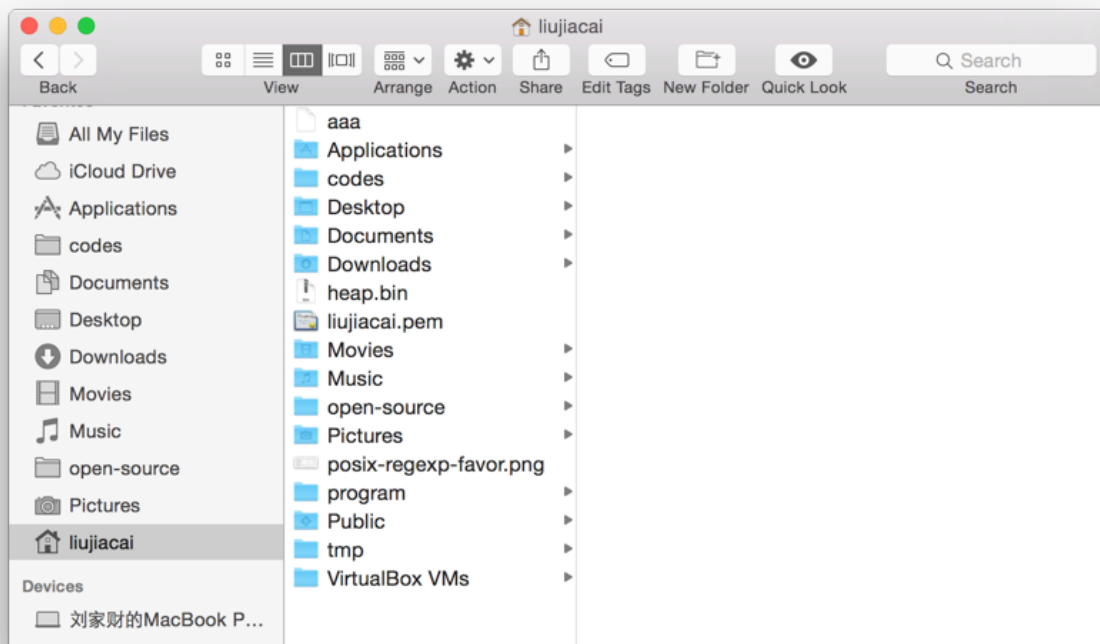 liujiacai
Back
View
Arrange
Action
Share
Edit Tags
New Folder
Quick Look
Search
Search
All My Files
iCloud Drive
Applications
codes
Documents
Desktop
Downloads
Movies
Music
open-source
Pictures
liujiacai
Devices
刘家财的MacBook P...
aaa
Applications
codes
Desktop
Documents
Downloads
heap.bin
liujiacai.pem
Movies
Music
open-source
Pictures
posix-regexp-favor.png
program
Public
tmp
VirtualBox VMs